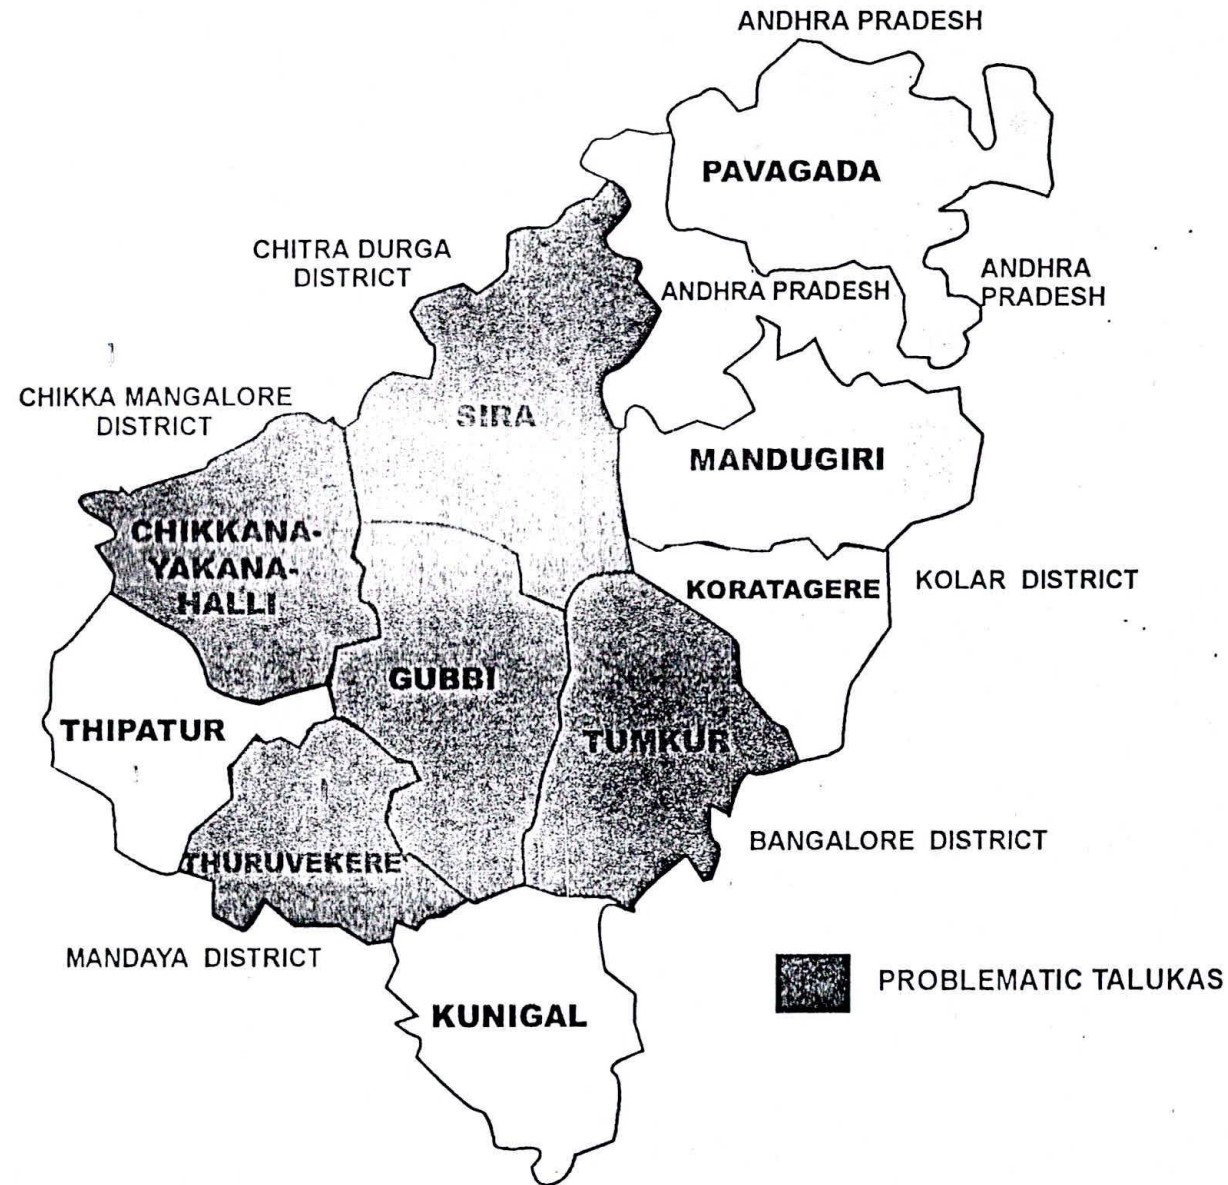 ANDHRA PRADESH
PAVAGADA
CHITRA DURGA
DISTRICT
ANDHRA PRADESH
ANDHRA
PRADESH
CHIKKA MANGALORE
DISTRICT
SIRA
MANDUGIRI
CHIKKANA-
YAKANA-
HALLI
KORATAGERE
KOLAR DISTRICT
GUBBI
THIPATUR
TUMKUR
BANGALORE DISTRICT
THURUVEKERE
MANDAYA DISTRICT
PROBLEMATIC TALUKAS
KUNIGAL